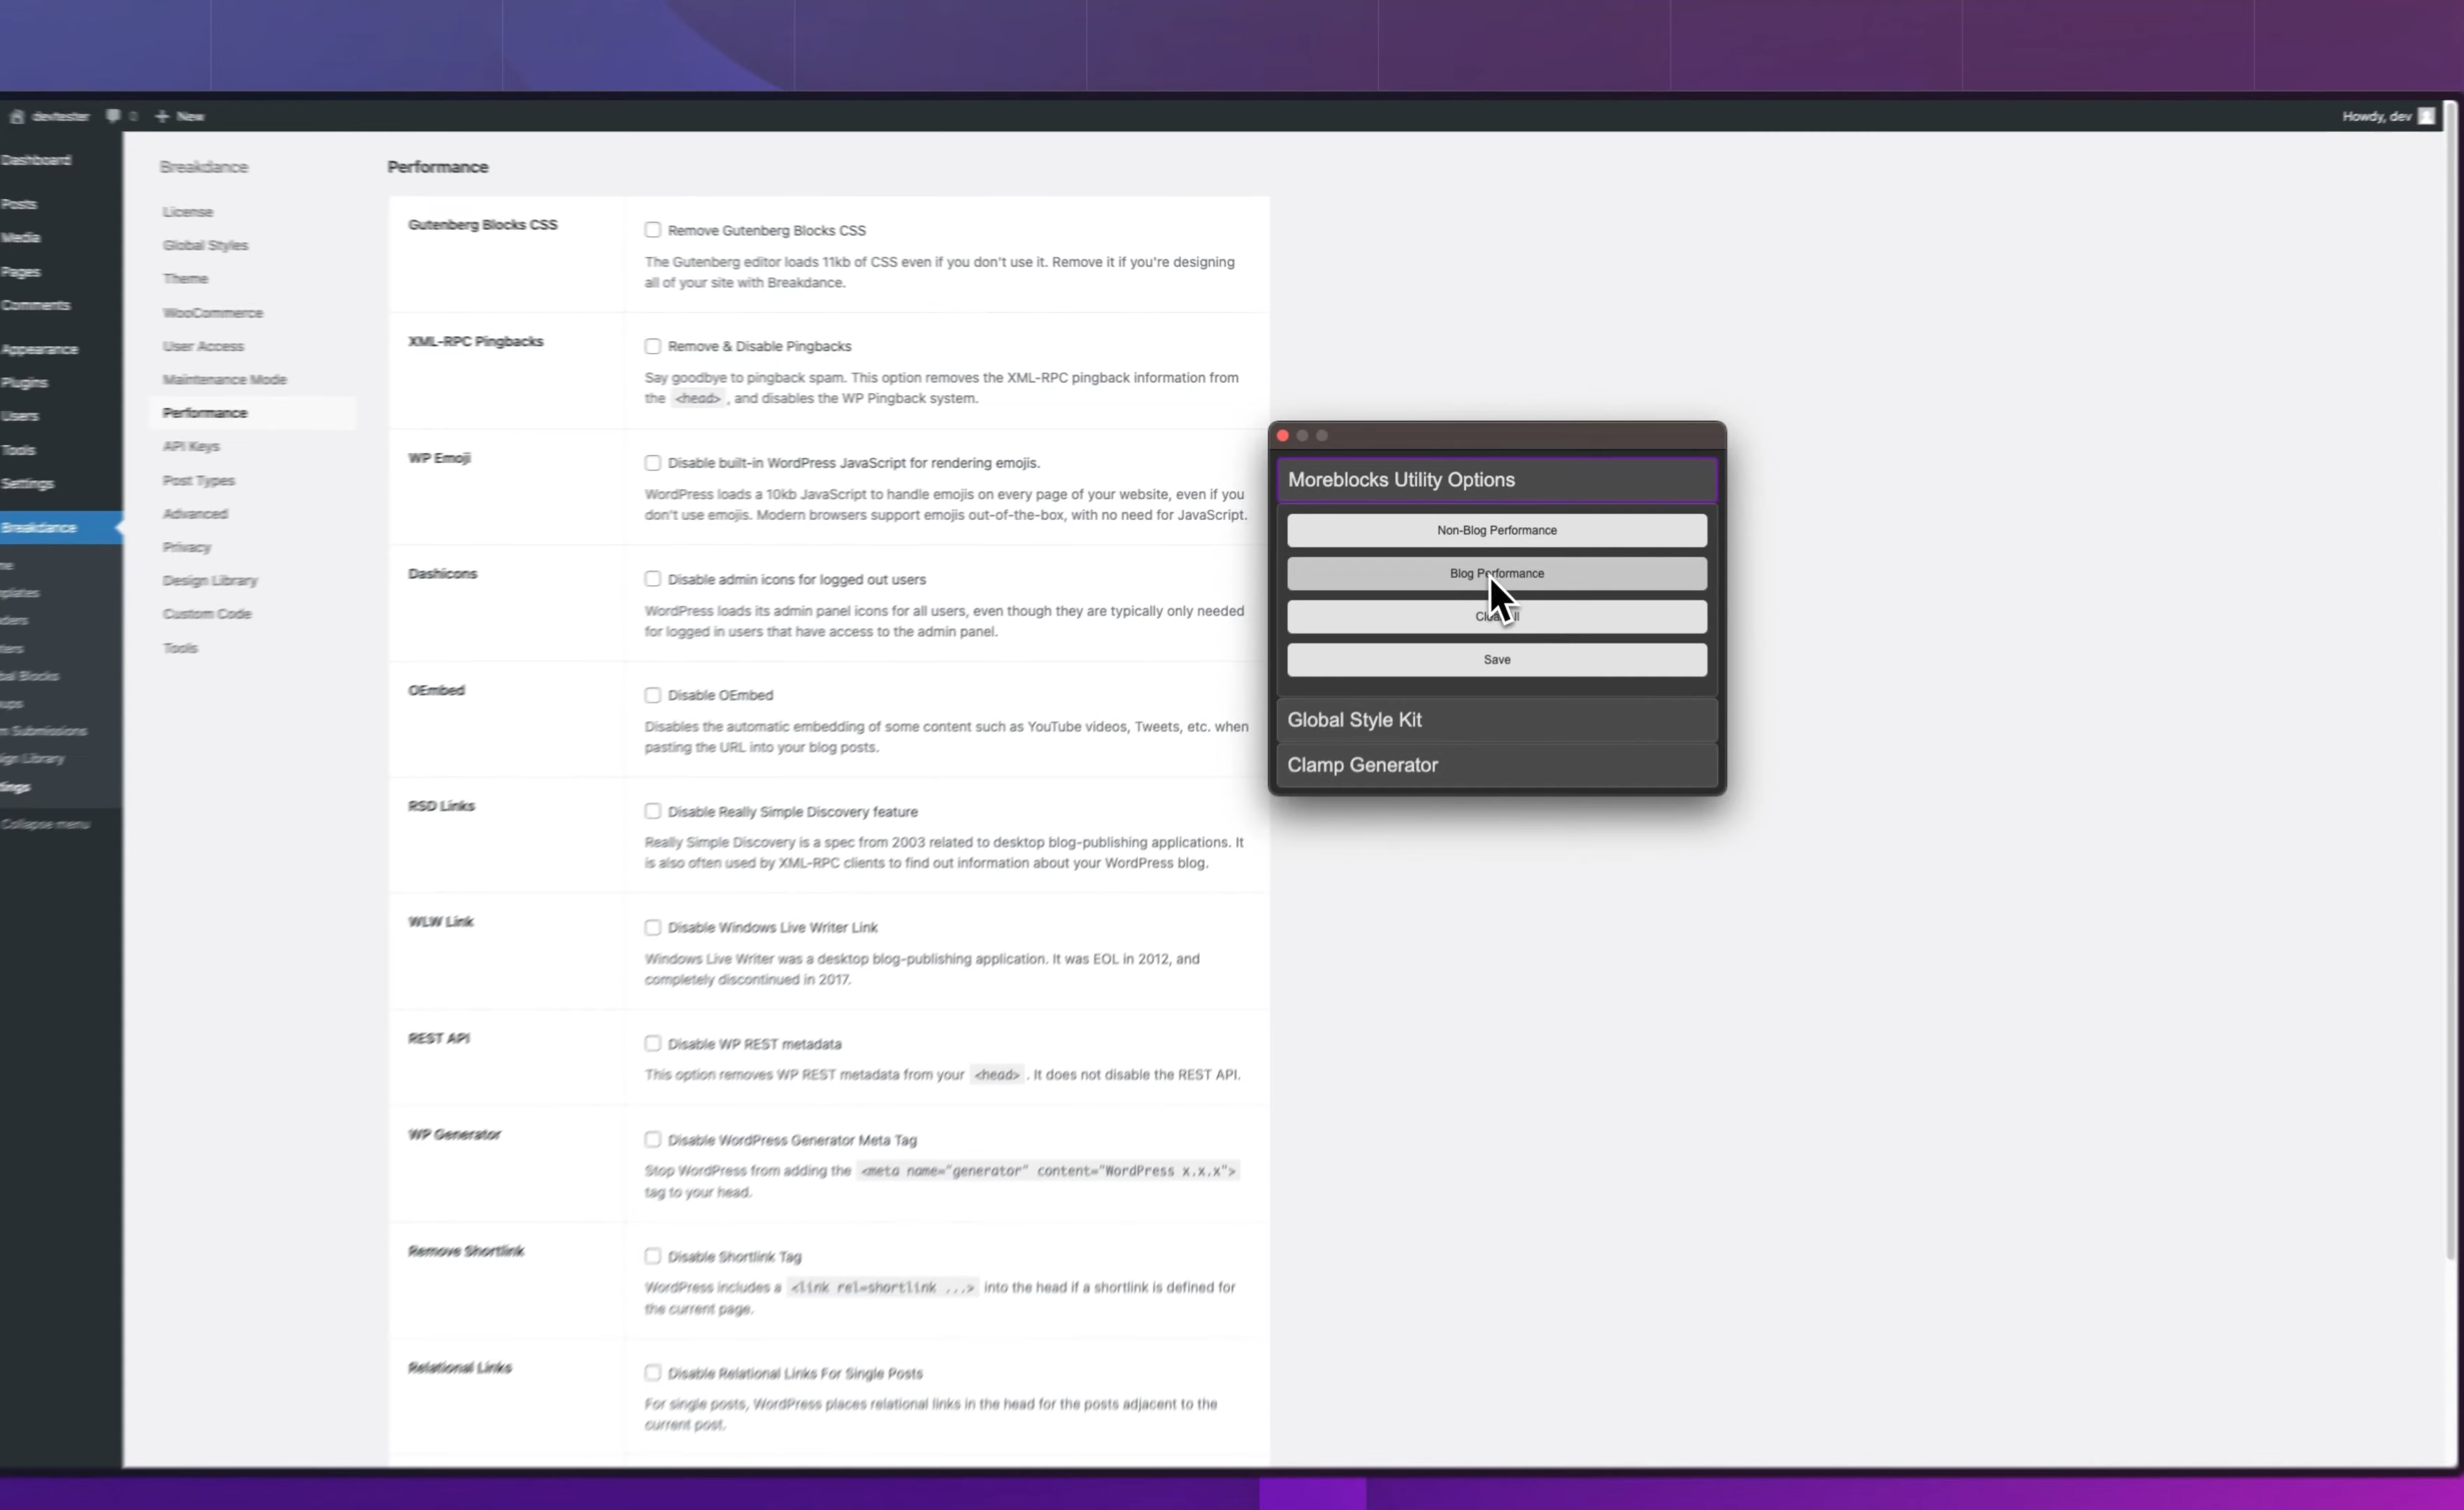 devtester 0 New
Howdy, dev
Dashboard
Posts
Media
Pages
Comments
Appearance
Plugins
Users
Tools
Settings
Breakdance
Collapse menu
Breakdance
License
Global Styles
Theme
WooCommerce
User Access
Maintenance Mode
Performance
API Keys
Post Types
Advanced
Privacy
Design Library
Custom Code
Tools
Performance
Gutenberg Blocks CSS
Remove Gutenberg Blocks CSS
The Gutenberg editor loads 11kb of CSS even if you don't use it. Remove it if you're designing
all of your site with Breakdance.
XML-RPC Pingbacks
Remove & Disable Pingbacks
Say goodbye to pingback spam. This option removes the XML-RPC pingback information from
the <head> , and disables the WP Pingback system.
WP Emoji
Disable built-in WordPress JavaScript for rendering emojis.
WordPress loads a 10kb JavaScript to handle emojis on every page of your website, even if you
don't use emojis. Modern browsers support emojis out-of-the-box, with no need for JavaScript.
Dashicons
Disable admin icons for logged out users
WordPress loads its admin panel icons for all users, even though they are typically only needed
for logged in users that have access to the admin panel.
OEmbed
Disable OEmbed
Disables the automatic embedding of some content such as YouTube videos, Tweets, etc. when
pasting the URL into your blog posts.
RSD Links
Disable Really Simple Discovery feature
Really Simple Discovery is a spec from 2003 related to desktop blog-publishing applications. It
is also often used by XML-RPC clients to find out information about your WordPress blog.
WLW Link
Disable Windows Live Writer Link
Windows Live Writer was a desktop blog-publishing application. It was EOL in 2012, and
completely discontinued in 2017.
REST API
Disable WP REST metadata
This option removes WP REST metadata from your <head> . It does not disable the REST API.
WP Generator
Disable WordPress Generator Meta Tag
Stop WordPress from adding the <meta name="generator" content="WordPress x.x.x">
tag to your head.
Remove Shortlink
Disable Shortlink Tag
WordPress includes a <link rel=shortlink ...> into the head if a shortlink is defined for
the current page.
Relational Links
Disable Relational Links For Single Posts
For single posts, WordPress places relational links in the head for the posts adjacent to the
current post.
Moreblocks Utility Options
Non-Blog Performance
Blog Performance
Save
Global Style Kit
Clamp Generator